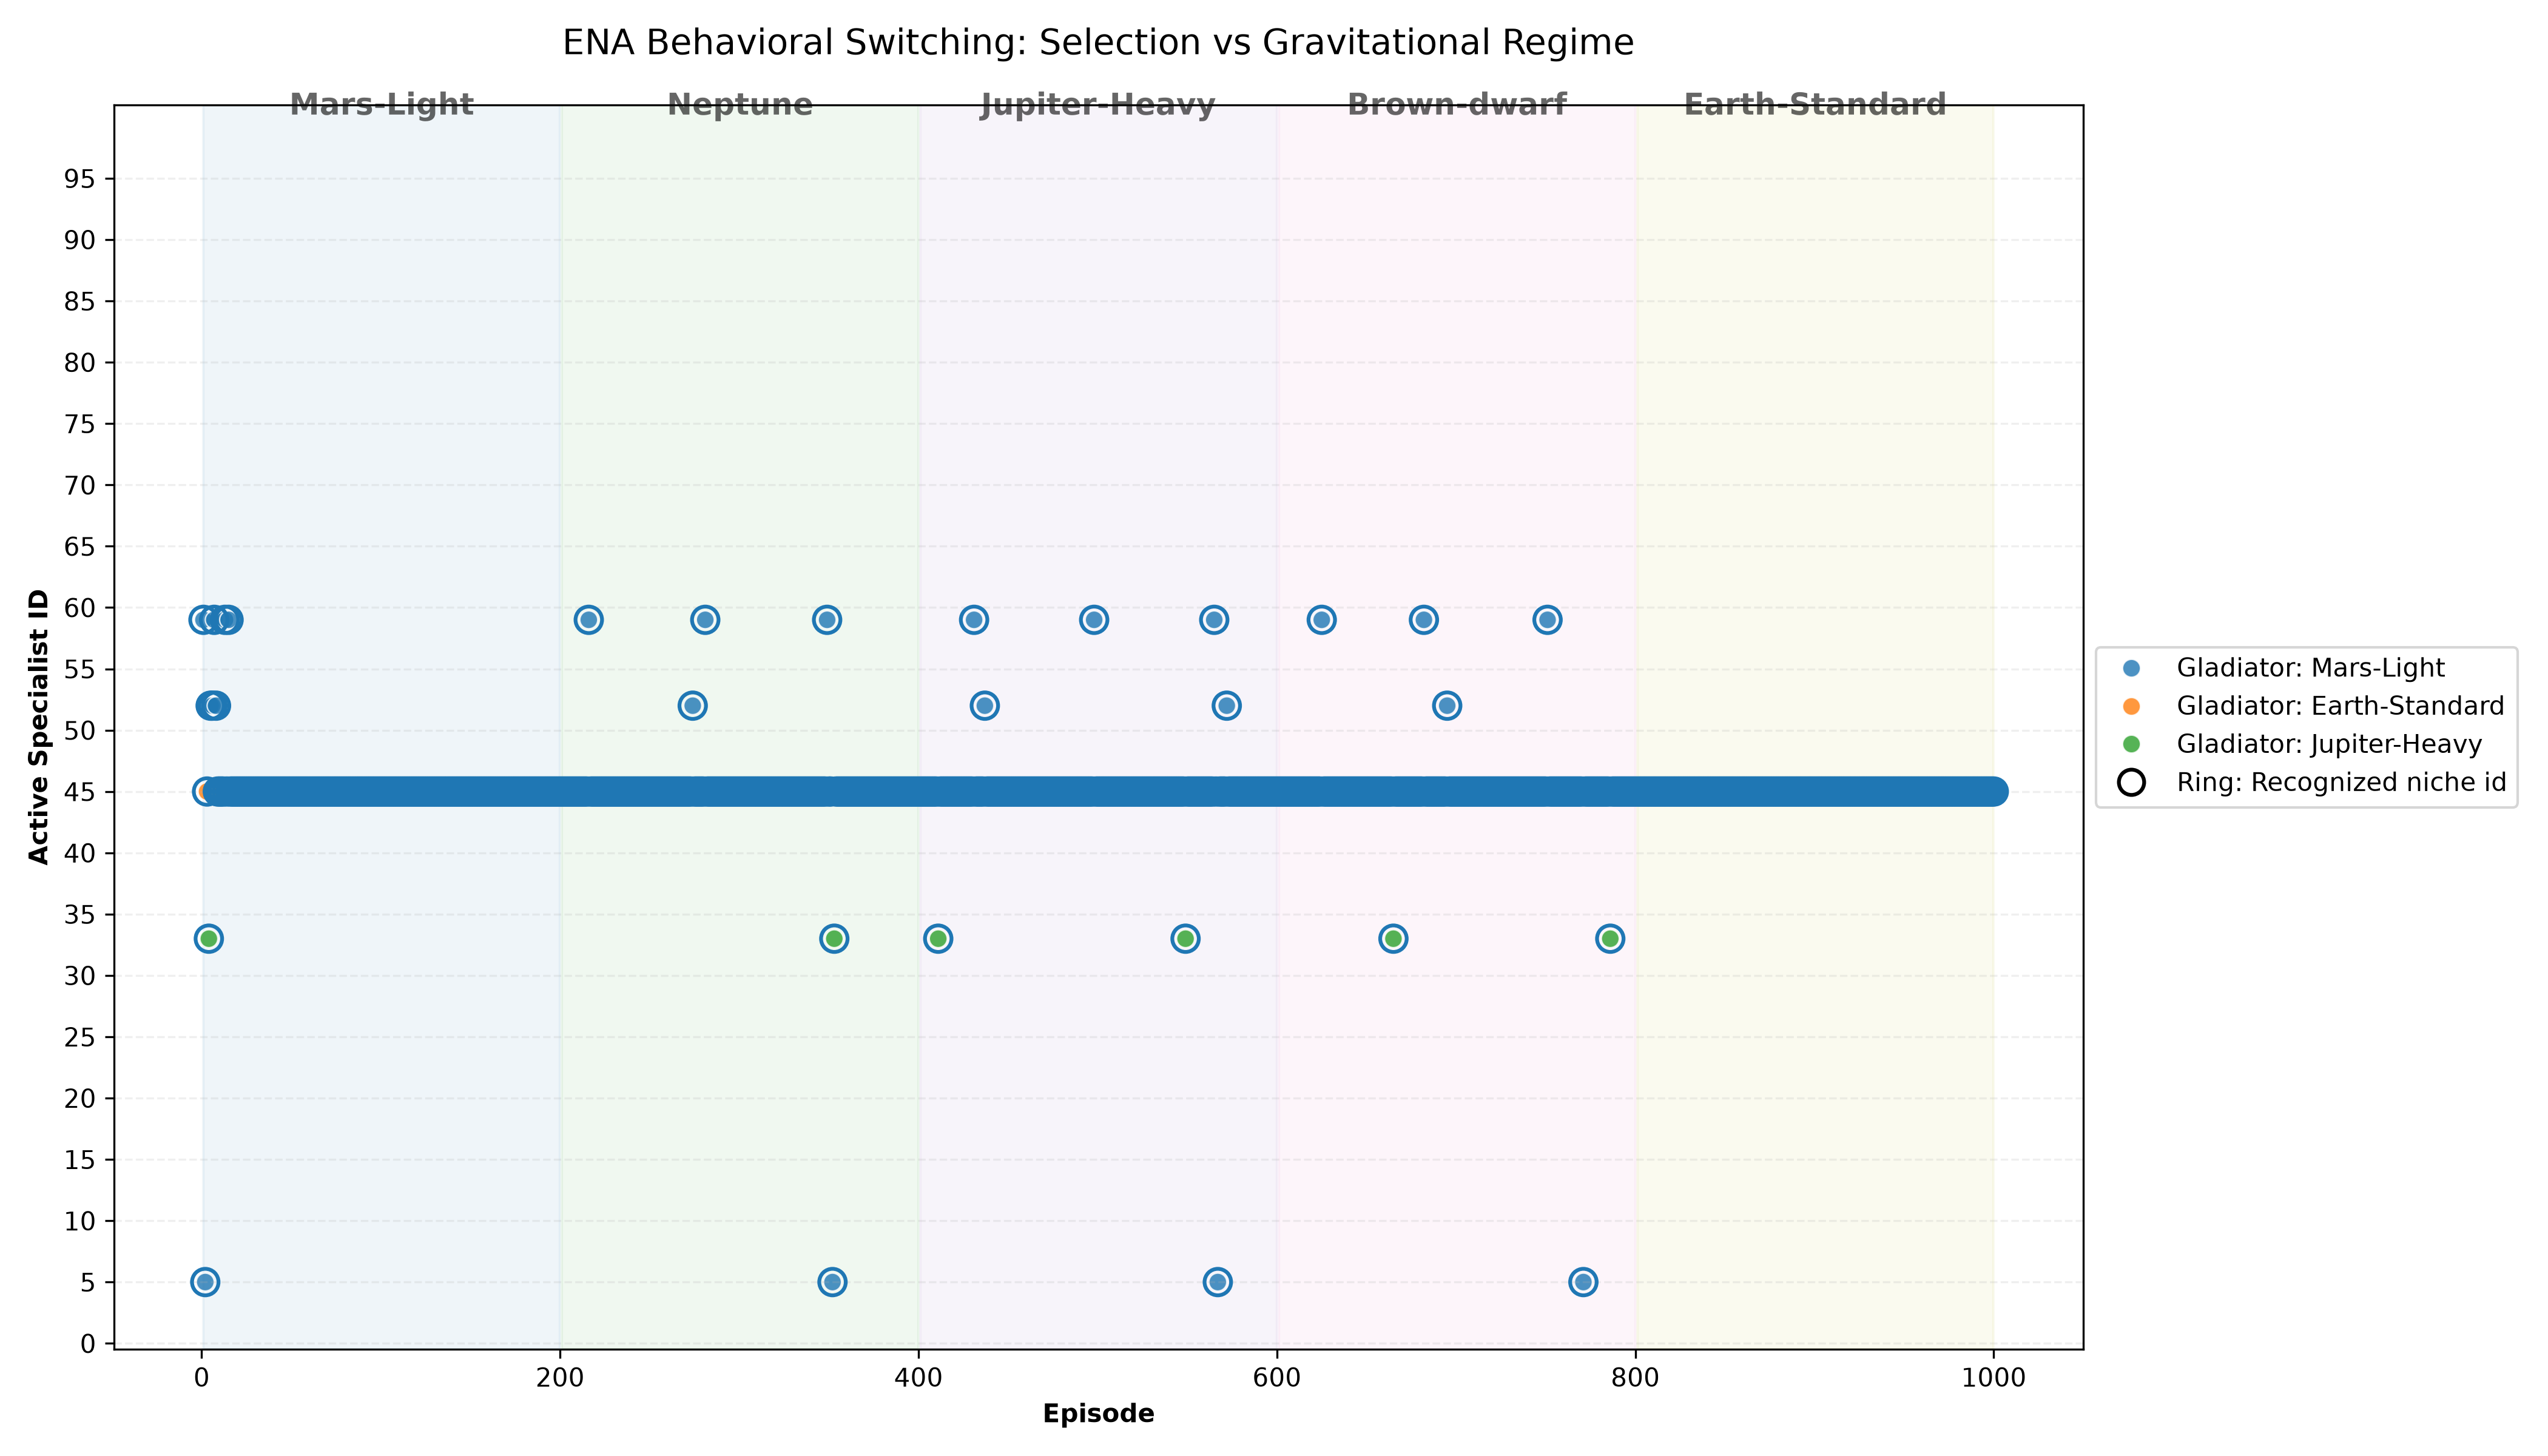 ENA Behavioral Switching: Selection vs Gravitational Regime
Mars-Light Neptune Jupiter-Heavy Brown-dwarf Earth-Standard
95
90
85
80
75
70
65
60
55
50
45
40
35
30
25
20
15
10
5
0
Active Specialist ID
0 200 400 600 800 1000
Episode
Gladiator: Mars-Light
Gladiator: Earth-Standard
Gladiator: Jupiter-Heavy
Ring: Recognized niche id